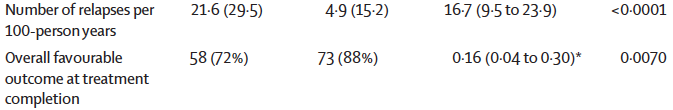 Number of relapses per 21·6 (29·5) 4·9 (15·2) 16·7 (9·5 to 23·9) <0·0001
100-person years
Overall favourable 58 (72%) 73 (88%) 0·16 (0·04 to 0·30)* 0·0070
outcome at treatment
completion